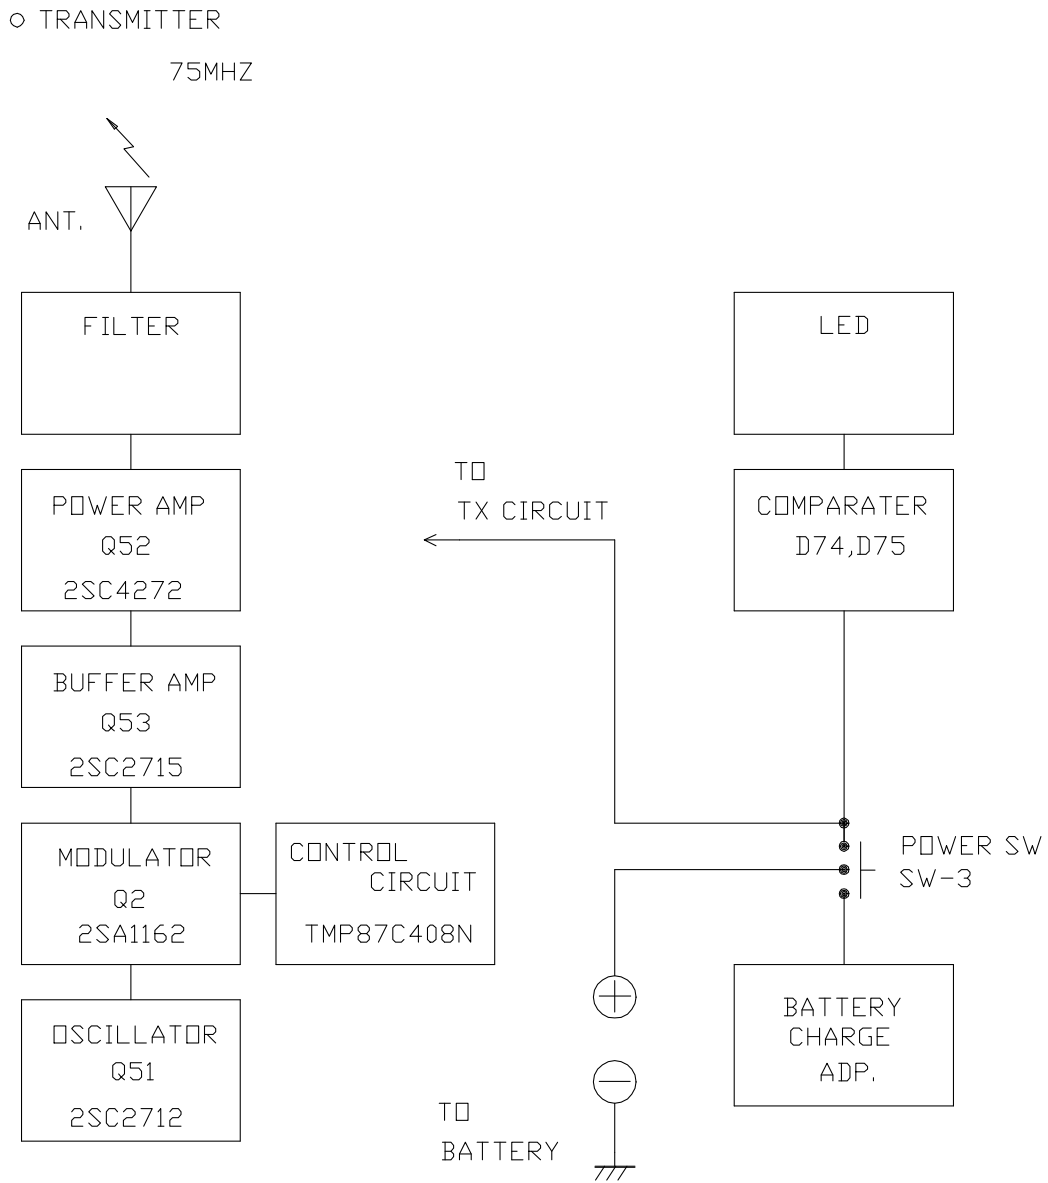 ○ TRANSMITTER
75MHZ
ANT.
FILTER
POWER AMP
Q52
2SC4272
BUFFER AMP
Q53
2SC2715
MODULATOR
Q2
2SA1162
CONTROL
CIRCUIT
TMP87C408N
OSCILLATOR
Q51
2SC2712
TO
TX CIRCUIT
LED
COMPARATER
D74,D75
POWER SW
SW-3
BATTERY
CHARGE
ADP.
TO
BATTERY